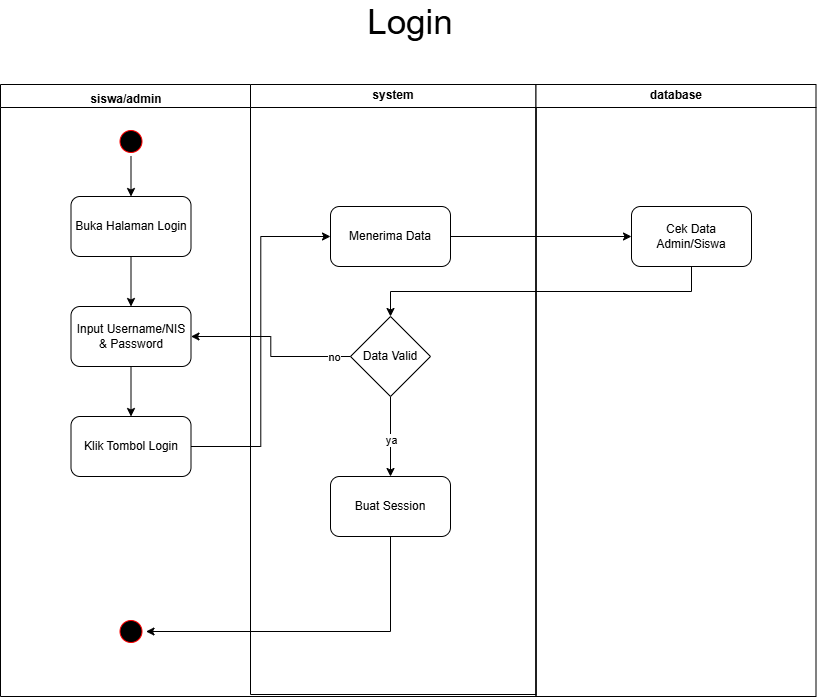 Login
siswa/admin
system
database
Buka Halaman Login
Menerima Data
Cek Data
Admin/Siswa
Input Username/NIS
& Password
no
Data Valid
Klik Tombol Login
ya
Buat Session